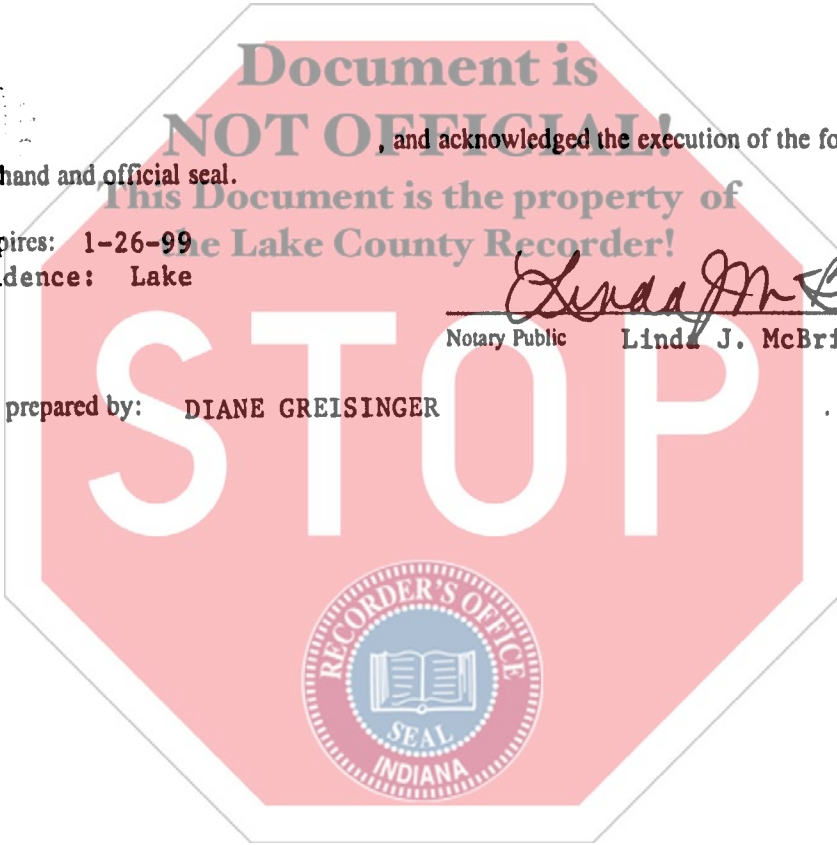 Document is
NOT OFFICIAL!
, and acknowledged the execution of the fo
hand and official seal.
This Document is the property of
the Lake County Recorder!
pires: 1-26-99
dence: Lake
Notary Public Linda J. McBri
prepared by: DIANE GREISINGER
STOP
RECORDER'S OFFICE
SEAL
INDIANA